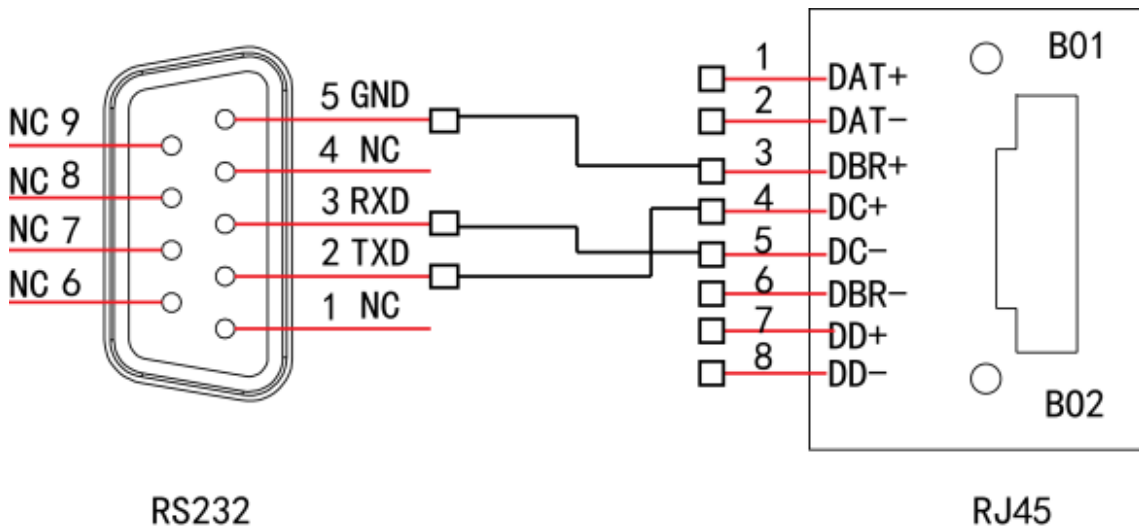 NC 9
NC 8
NC 7
NC 6
5 GND
4 NC
3 RXD
2 TXD
1 NC
1 DAT+
2 DAT-
3 DBR+
4 DC+
5 DC-
6 DBR-
7 DD+
8 DD-
B01
B02
RS232
RJ45